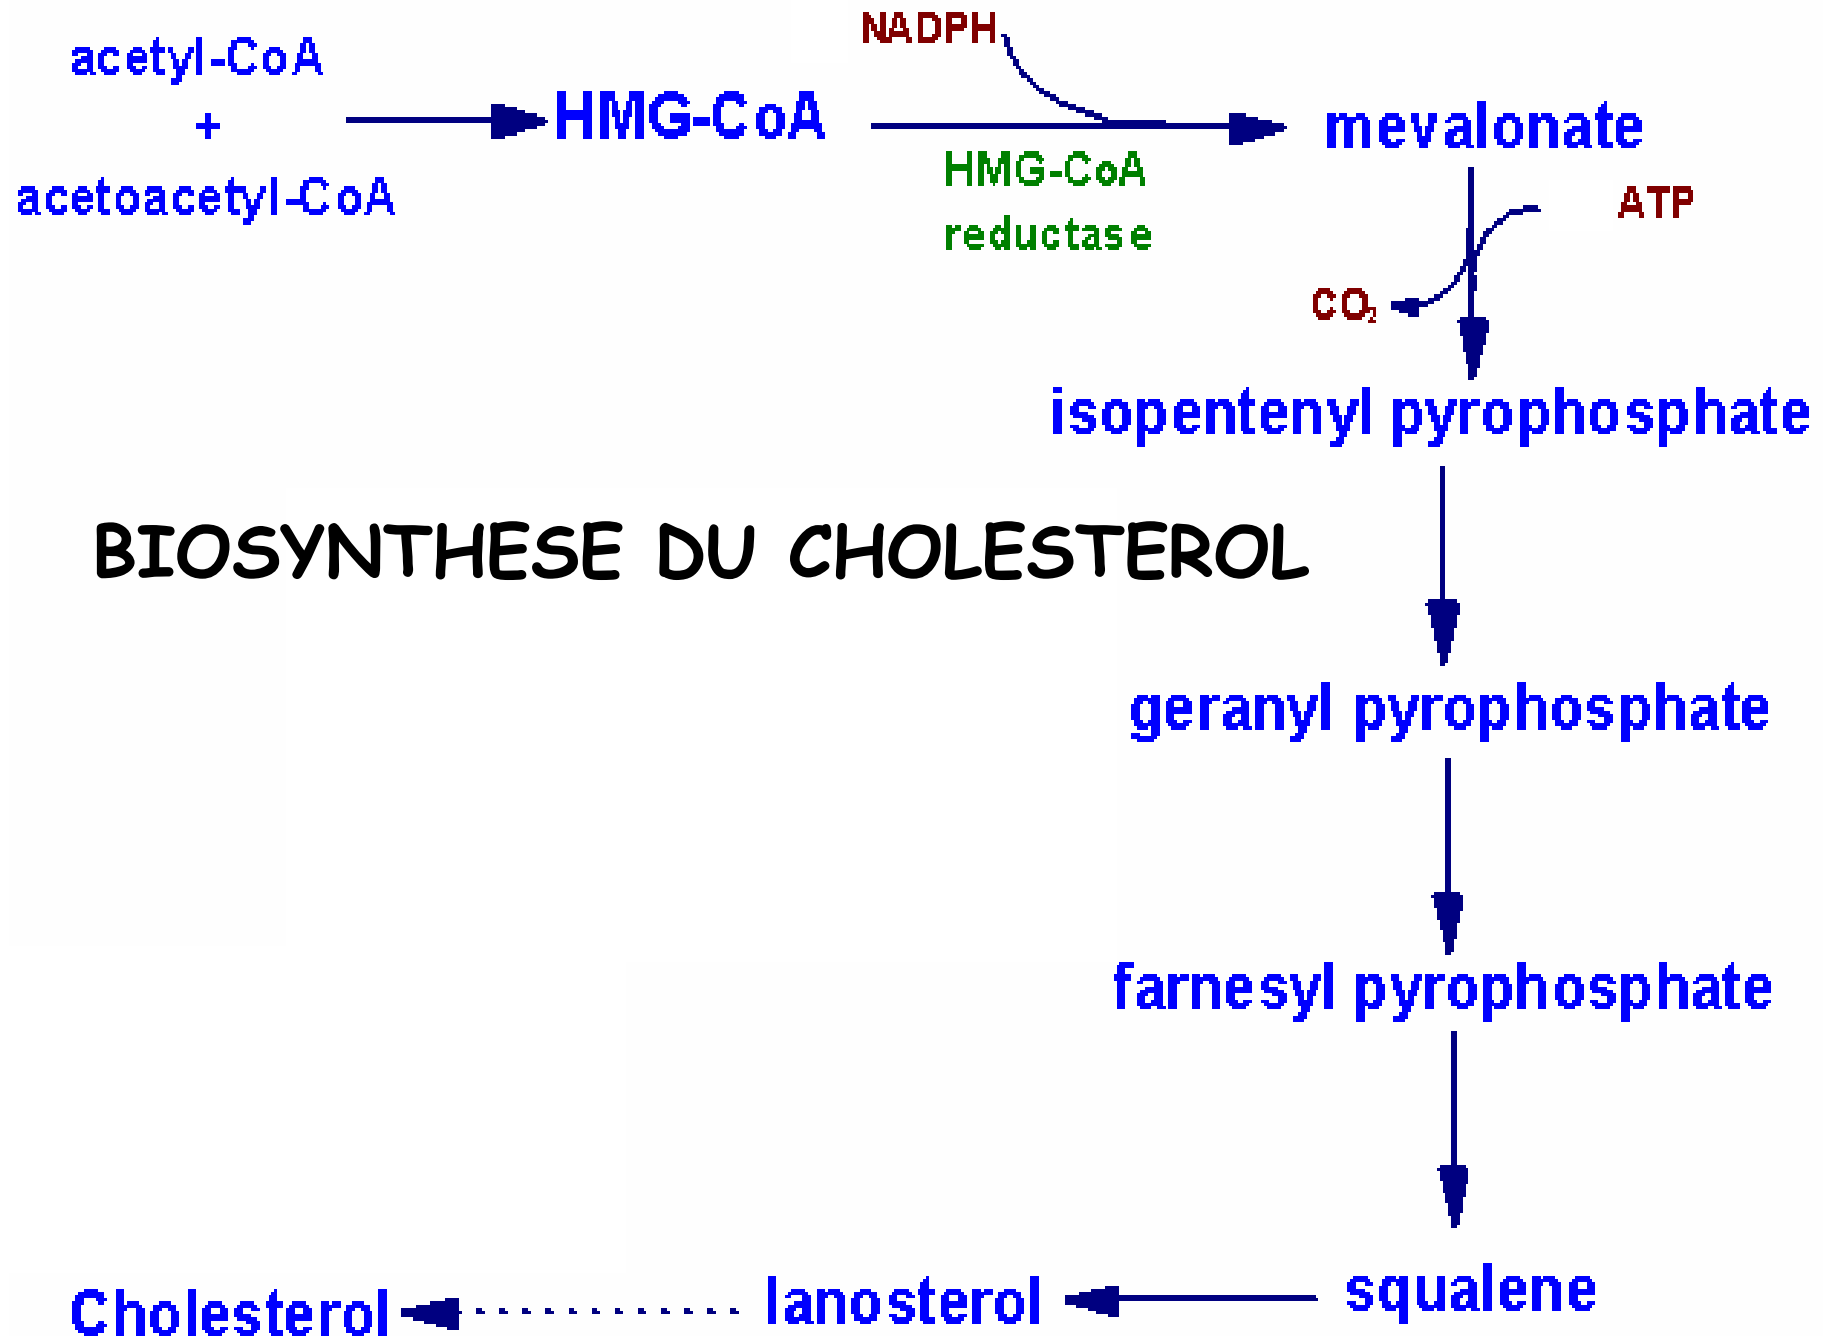 acetyl-CoA
+
acetoacetyl-CoA
HMG-CoA
NADPH
HMG-CoA
reductase
mevalonate
ATP
CO₂
isopentenyl pyrophosphate
BIOSYNTHESE DU CHOLESTEROL
geranyl pyrophosphate
farnesyl pyrophosphate
squalene
lanosterol
Cholesterol